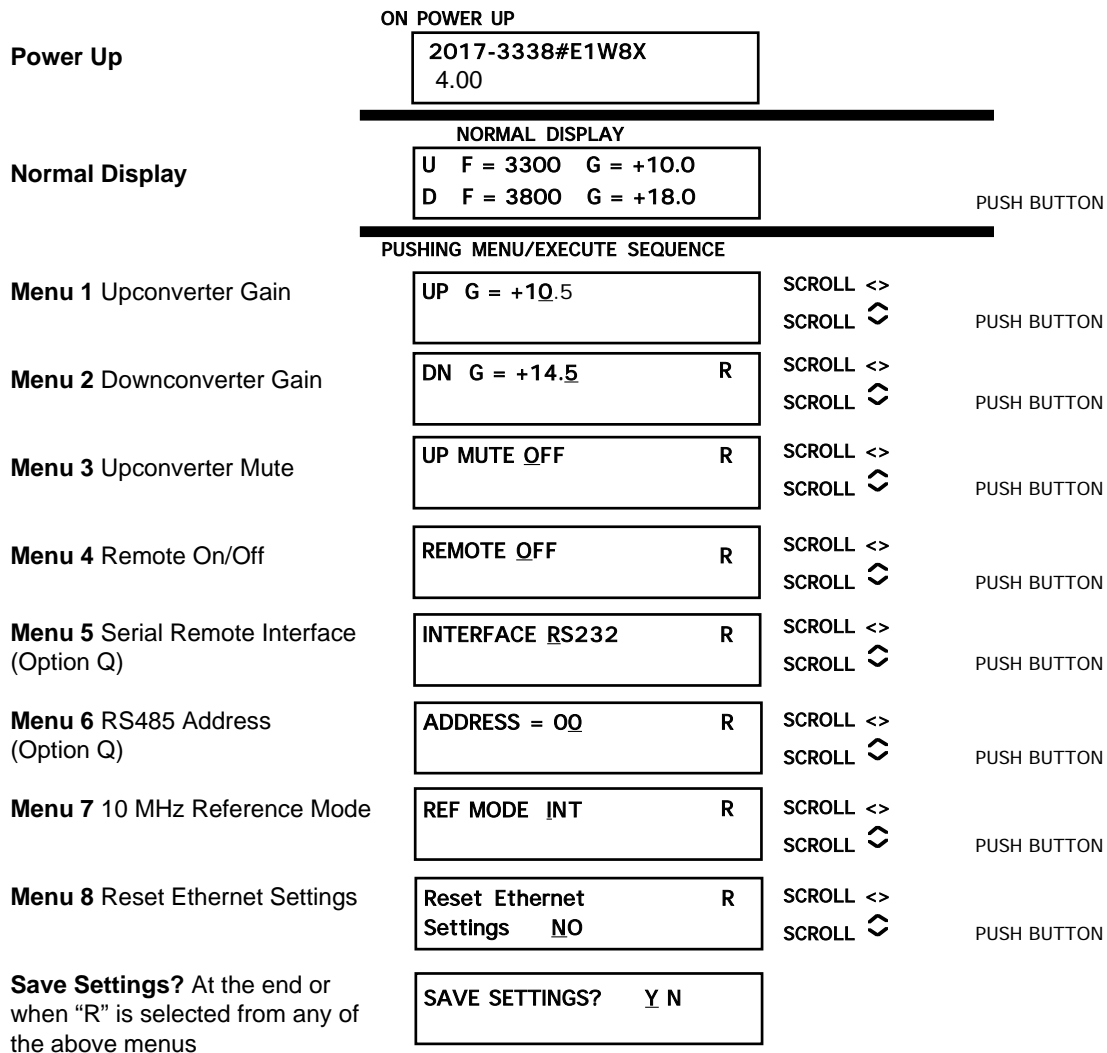 ON POWER UP
Power Up
2017-3338#E1W8X
4.00
NORMAL DISPLAY
Normal Display
U F = 3300 G = +10.0
D F = 3800 G = +18.0
PUSH BUTTON
PUSHING MENU/EXECUTE SEQUENCE
Menu 1 Upconverter Gain
UP G = +10.5
SCROLL <>
SCROLL
PUSH BUTTON
Menu 2 Downconverter Gain
DN G = +14.5 R
SCROLL <>
SCROLL
PUSH BUTTON
Menu 3 Upconverter Mute
UP MUTE OFF R
SCROLL <>
SCROLL
PUSH BUTTON
Menu 4 Remote On/Off
REMOTE OFF R
SCROLL <>
SCROLL
PUSH BUTTON
Menu 5 Serial Remote Interface
(Option Q)
INTERFACE RS232 R
SCROLL <>
SCROLL
PUSH BUTTON
Menu 6 RS485 Address
(Option Q)
ADDRESS = 00 R
SCROLL <>
SCROLL
PUSH BUTTON
Menu 7 10 MHz Reference Mode
REF MODE INT R
SCROLL <>
SCROLL
PUSH BUTTON
Menu 8 Reset Ethernet Settings
Reset Ethernet R
Settings NO
SCROLL <>
SCROLL
PUSH BUTTON
Save Settings? At the end or
when “R” is selected from any of
the above menus
SAVE SETTINGS? Y N